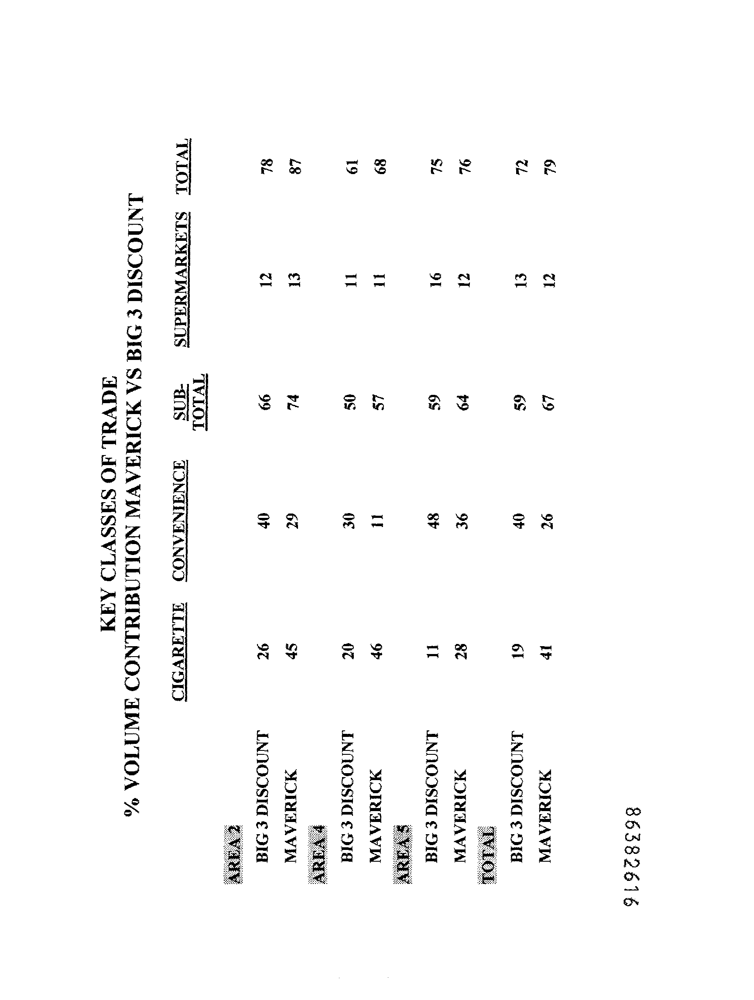 KEY CLASSES OF TRADE
% VOLUME CONTRIBUTION MAVERICK VS BIG 3 DISCOUNT
CIGARETTE CONVENIENCE SUB-TOTAL SUPERMARKETS TOTAL
AREA 2
BIG 3 DISCOUNT 26 40 66 12 78
MAVERICK 45 29 74 13 87
AREA 4
BIG 3 DISCOUNT 20 30 50 11 61
MAVERICK 46 11 57 11 68
AREA 5
BIG 3 DISCOUNT 11 48 59 16 75
MAVERICK 28 36 64 12 76
TOTAL
BIG 3 DISCOUNT 19 40 59 13 72
MAVERICK 41 26 67 12 79
86382616